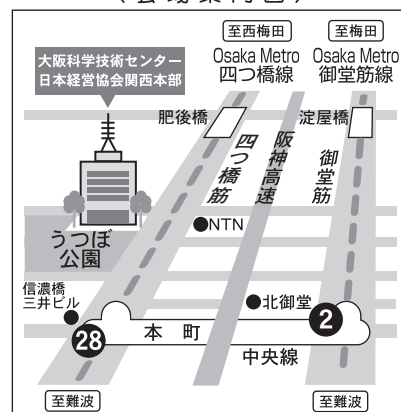 (会場案内図)
至西梅田
至梅田
Osaka Metro
四つ橋線
Osaka Metro
御堂筋線
大阪科学技術センター
日本経営協会関西本部
肥後橋
淀屋橋
四つ橋筋
阪神高速
御堂筋
NTN
うつぼ
公園
信濃橋
三井ビル
北御堂
2
28
本町
中央線
至難波
至難波